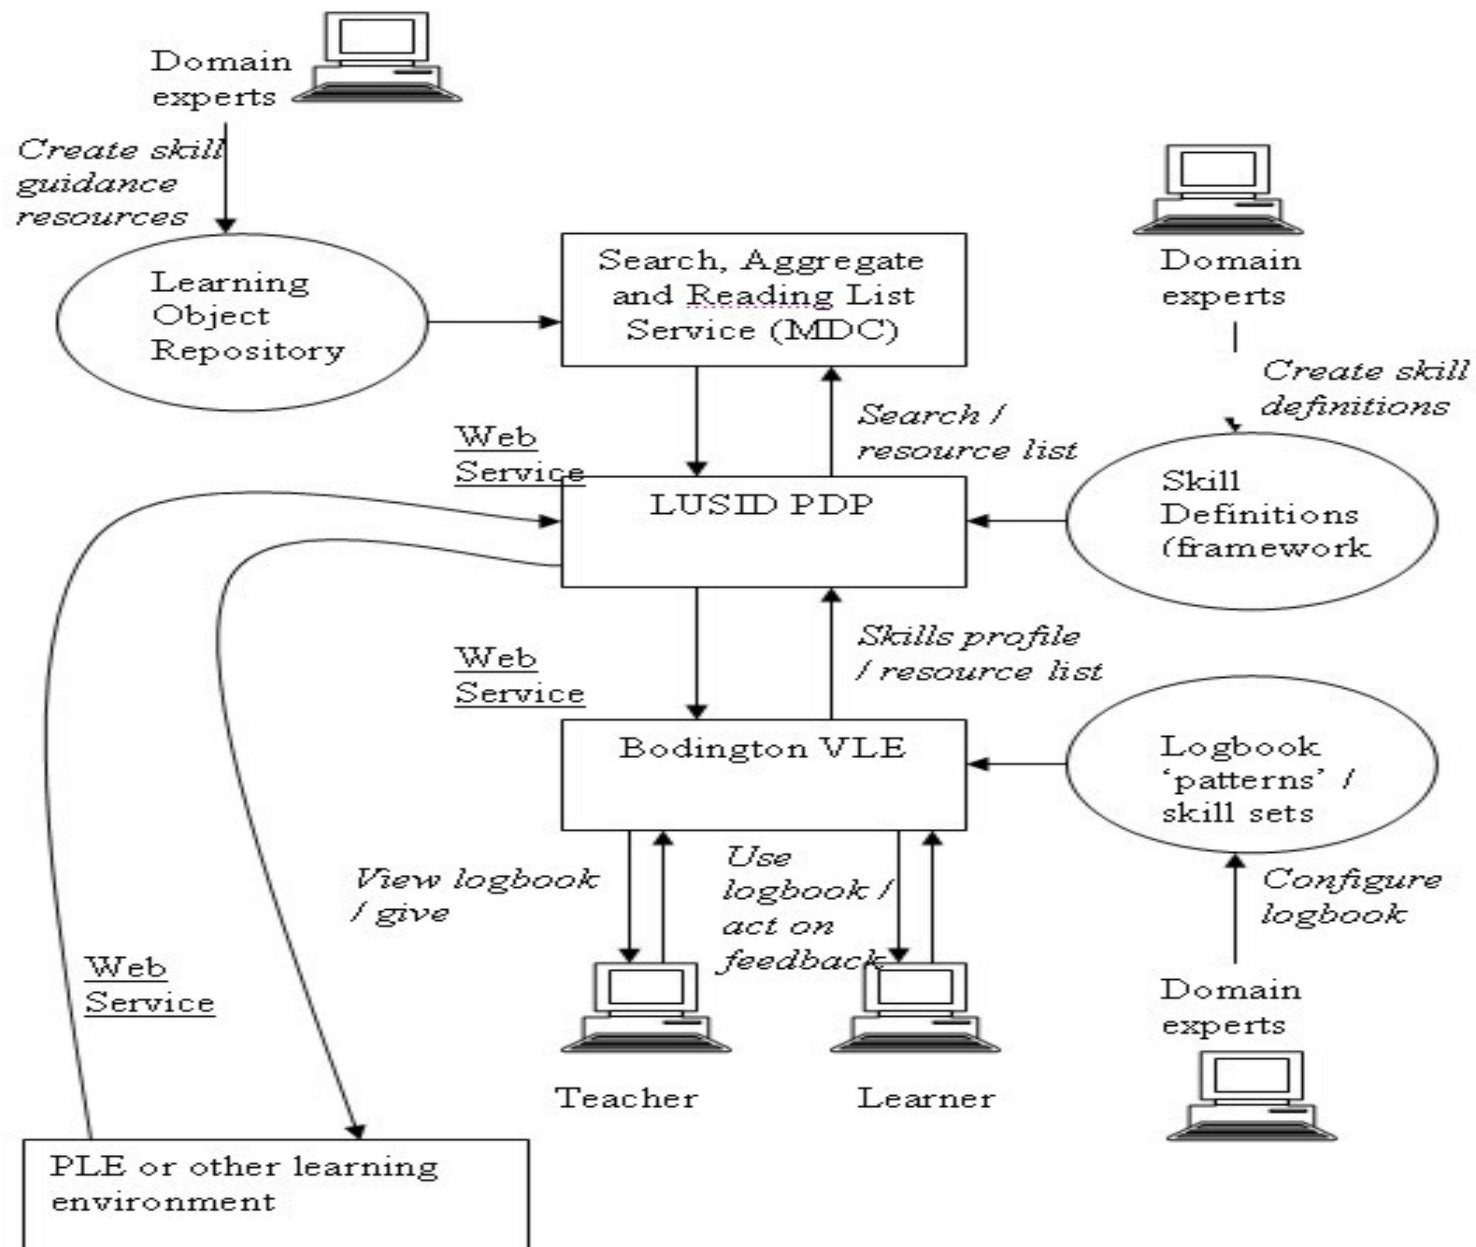 Domain
experts
Create skill
guidance
resources
Learning
Object
Repository
Search, Aggregate
and Reading List
Service (MDC)
Domain
experts
Create skill
definitions
Web
Service
Search /
resource list
LUSID PDP
Skill
Definitions
(framework
Web
Service
Skills profile
/ resource list
Bodington VLE
Logbook
‘patterns’ /
skill sets
View logbook
/ give
Use
logbook /
act on
feedback
Configure
logbook
Web
Service
Domain
experts
Teacher
Learner
PLE or other learning
environment